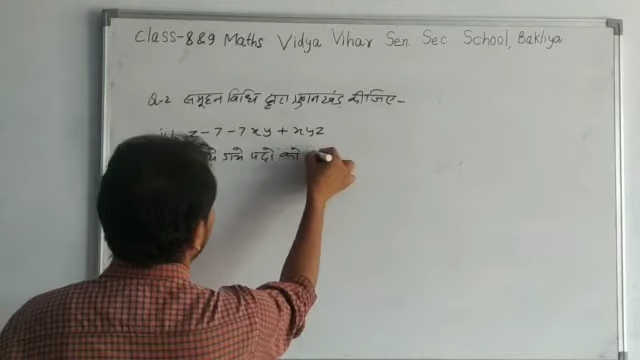 Class-8&9 Maths Vidya Vihar Sen. Sec School, Bakliya
Q-2 समूहन विधि द्वारा गुणनखंड कीजिए-
z - 7 - 7xy + xyz
पदों को